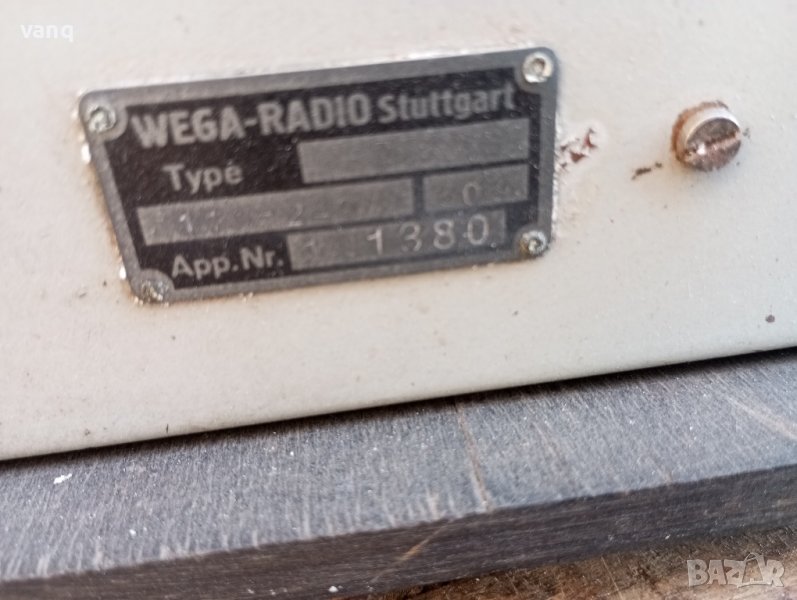 vanq
WEGA-RADIO Stuttgart
Type
App.Nr. 1380
BAZAR